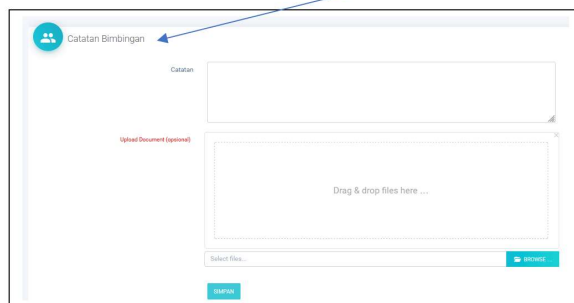 Catatan Bimbingan
Catatan
Upload Document (opsional)
Drag & drop files here ...
Select files...
BROWSE ...
SIMPAN